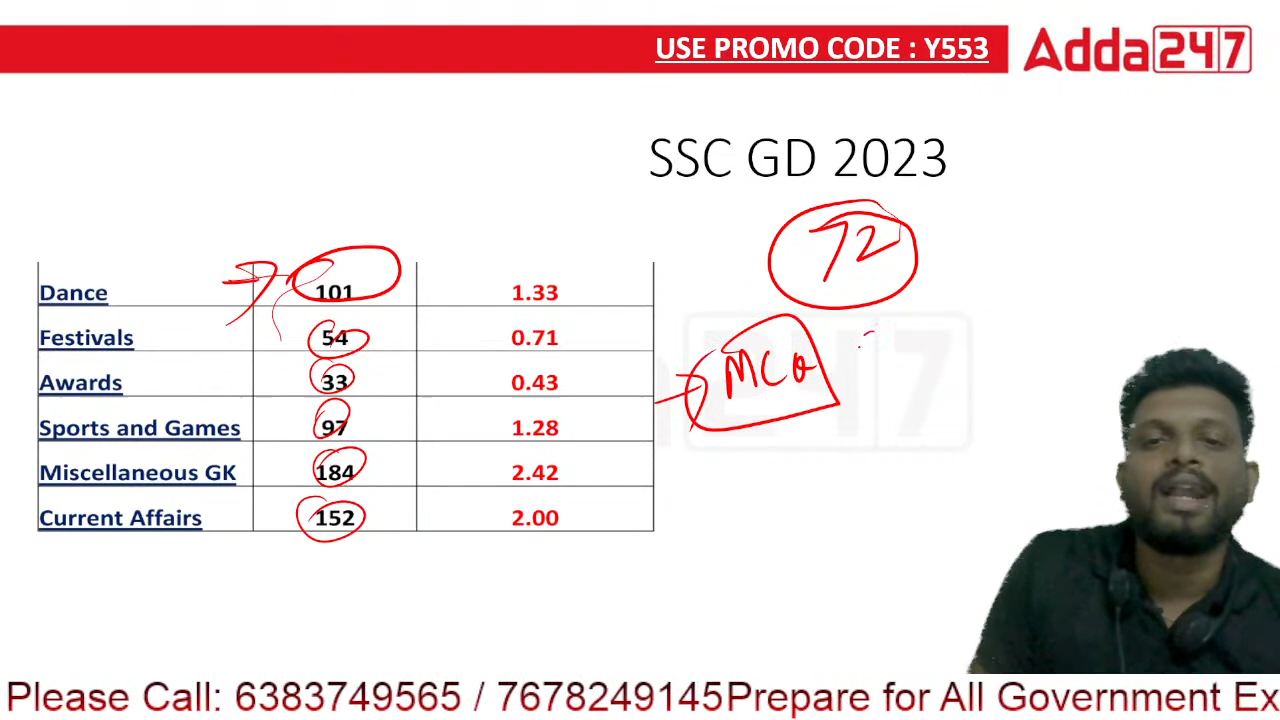 USE PROMO CODE : Y553
Adda247
SSC GD 2023
72
Dance 101 1.33
Festivals 54 0.71
Awards 33 0.43
Sports and Games 97 1.28
Miscellaneous GK 184 2.42
Current Affairs 152 2.00
MCQ
Please Call: 6383749565 / 7678249145Prepare for All Government Ex